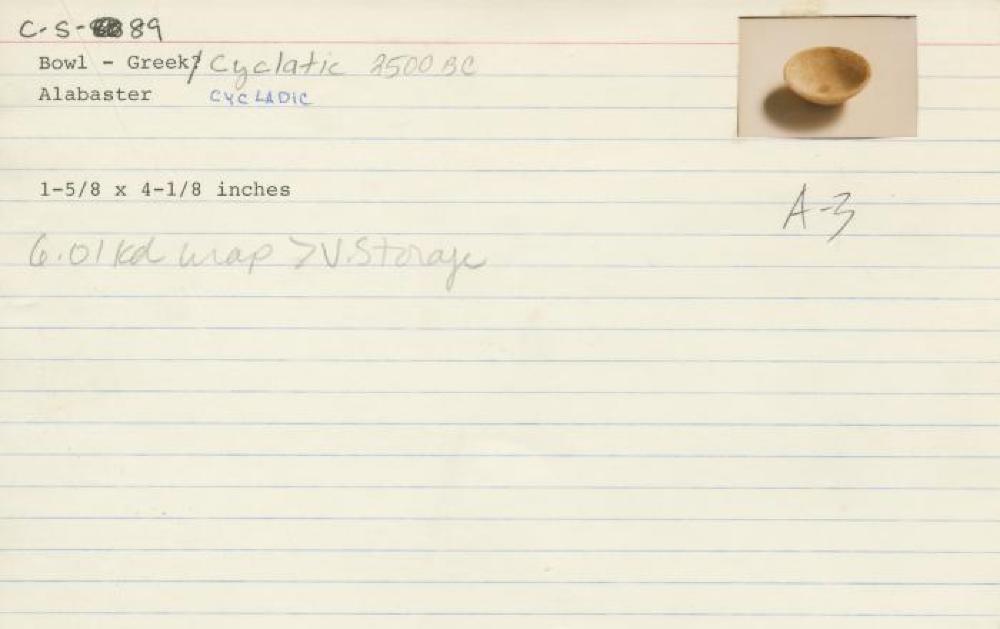 C-S-89
Bowl - Greek? Cyclatic 2500 BC
Alabaster CYCLADIC
1-5/8 x 4-1/8 inches
A-3
6.01 kd wrap > V. Storage